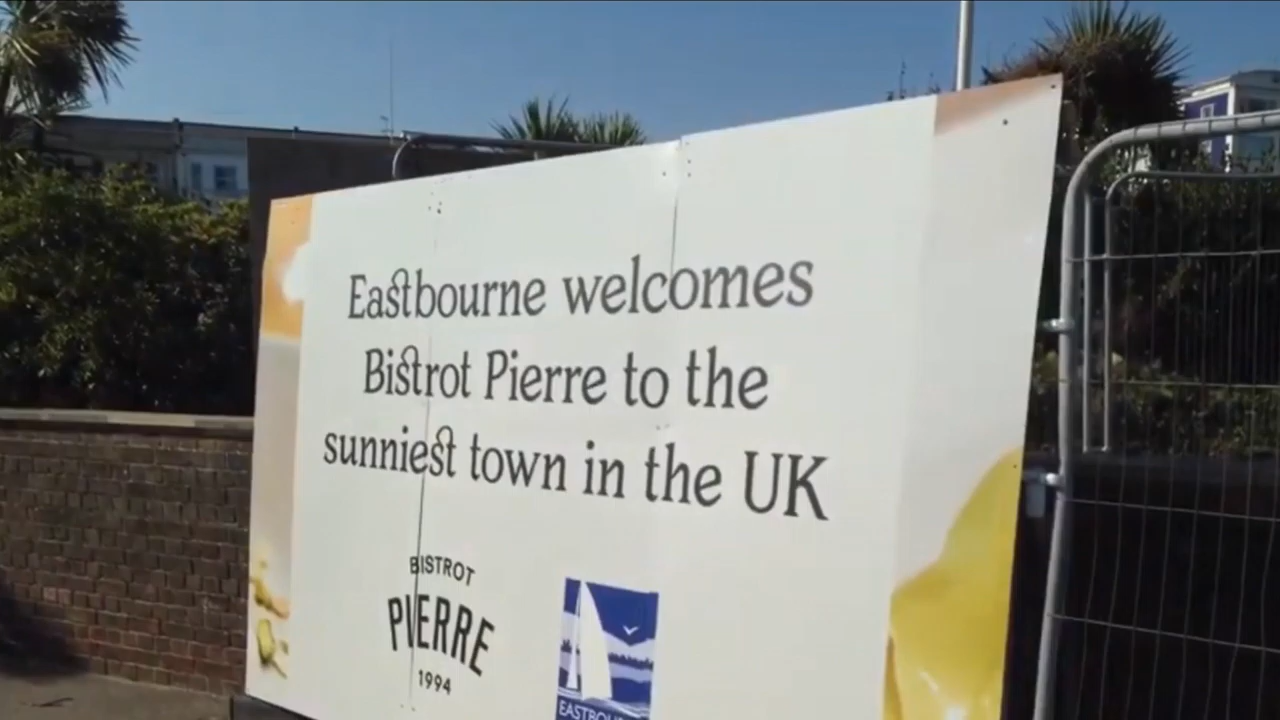 Eastbourne welcomes
Bistrot Pierre to the
sunniest town in the UK
BISTROT
PIERRE
1994